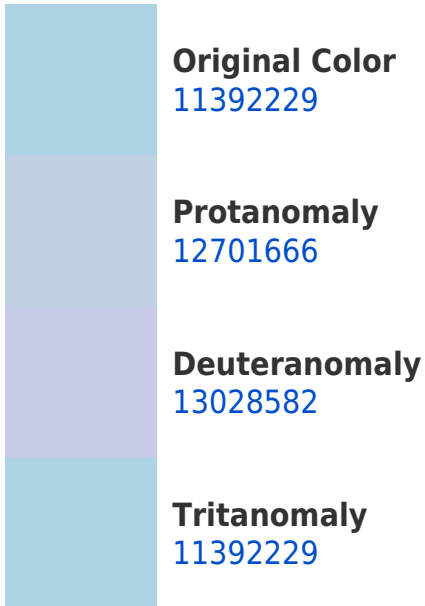 Original Color
11392229
Protanomaly
12701666
Deuteranomaly
13028582
Tritanomaly
11392229